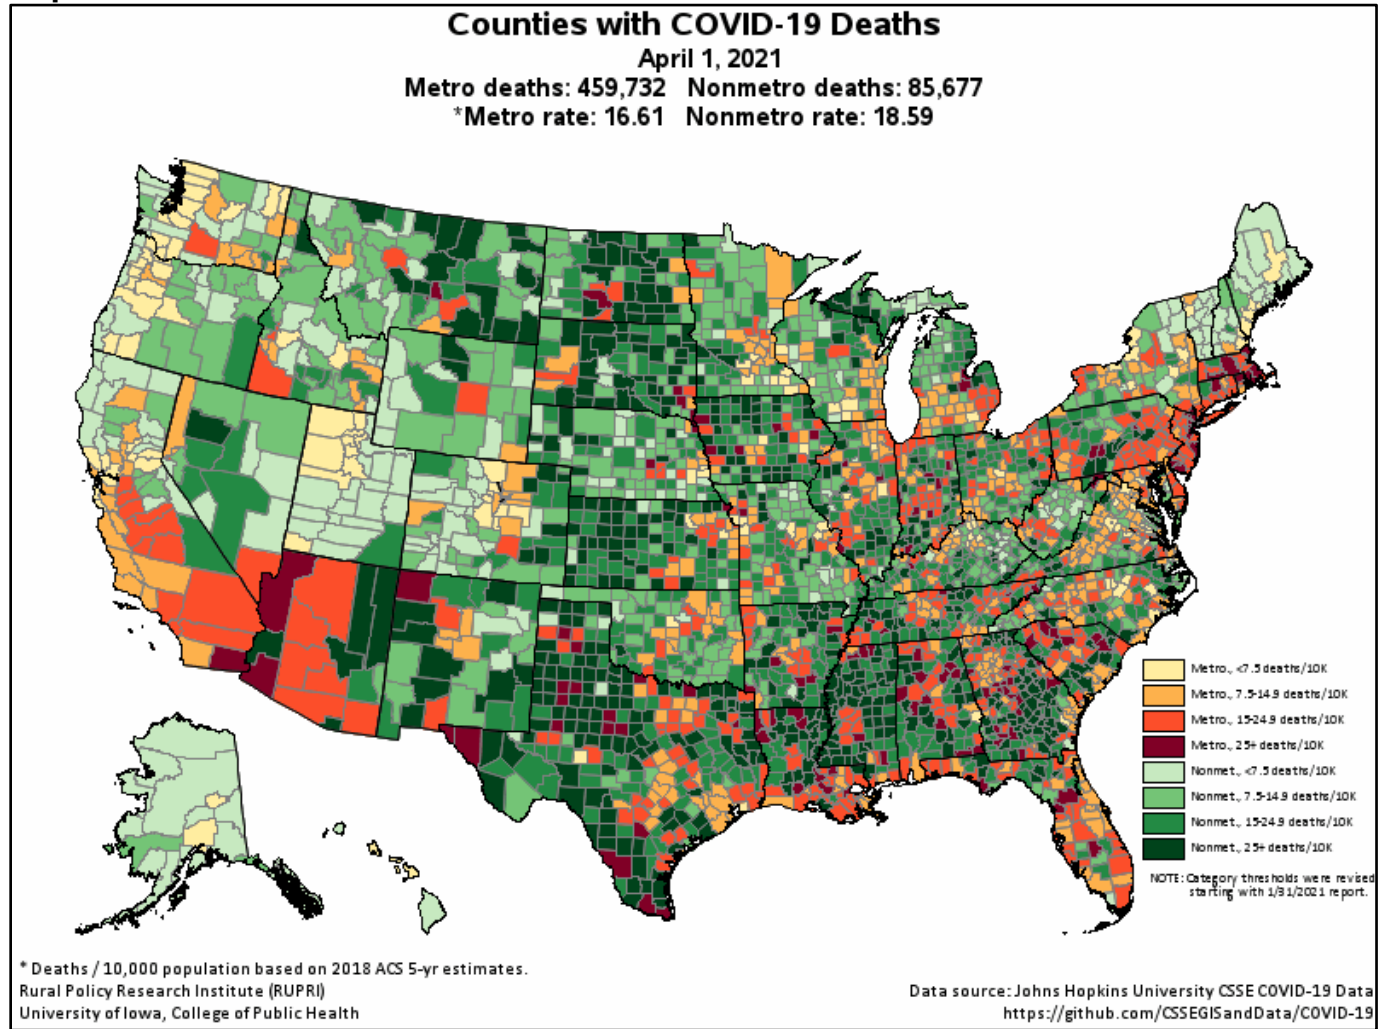 Counties with COVID-19 Deaths
April 1, 2021
Metro deaths: 459,732 Nonmetro deaths: 85,677
*Metro rate: 16.61 Nonmetro rate: 18.59
Metro., <7.5 deaths/10K
Metro., 7.5-14.9 deaths/10K
Metro., 15-24.9 deaths/10K
Metro., 25+ deaths/10K
Nonmet., <7.5 deaths/10K
Nonmet., 7.5-14.9 deaths/10K
Nonmet., 15-24.9 deaths/10K
Nonmet., 25+ deaths/10K
NOTE: Category thresholds were revised
starting with 1/31/2021 report.
* Deaths / 10,000 population based on 2018 ACS 5-yr estimates.
Rural Policy Research Institute (RUPRI)
University of Iowa, College of Public Health
Data source: Johns Hopkins University CSSE COVID-19 Data
https://github.com/CSSEGISandData/COVID-19